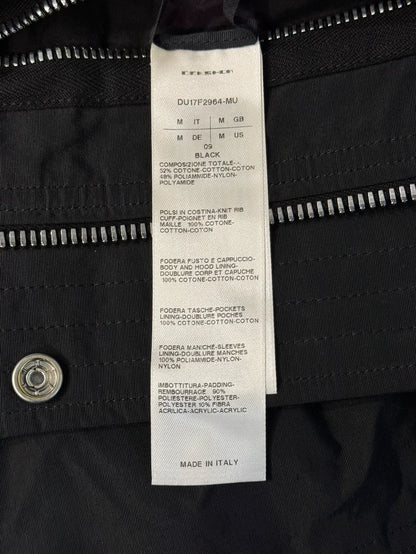 DU17F2964-MU
M IT M GB
M DE M US
09
BLACK
COMPOSIZIONE TOTALE--.
52% COTONE-COTTON-COTON
48% POLIAMMIDE-NYLON-
POLYAMIDE
POLSI IN COSTINA-KNIT RIB
CUFF-POIGNET EN RIB
MAILLE 100% COTONE-
COTTON-COTON
FODERA FUSTO E CAPPUCCIO-
BODY AND HOOD LINING-
DOUBLURE CORP ET CAPUCHE
100% COTONE-COTTON-COTON
FODERA TASCHE-POCKETS
LINING-DOUBLURE POCHES
100% COTONE-COTTON-COTON
FODERA MANICHE-SLEEVES
LINING-DOUBLURE MANCHES
100% POLIAMMIDE-NYLON-
NYLON
IMBOTTITURA-PADDING-
REMBOURRAGE 90%
POLIESTERE-POLYESTER-
POLYESTER 10% FIBRA
ACRILICA-ACRYLIC-ACRYLIC
MADE IN ITALY